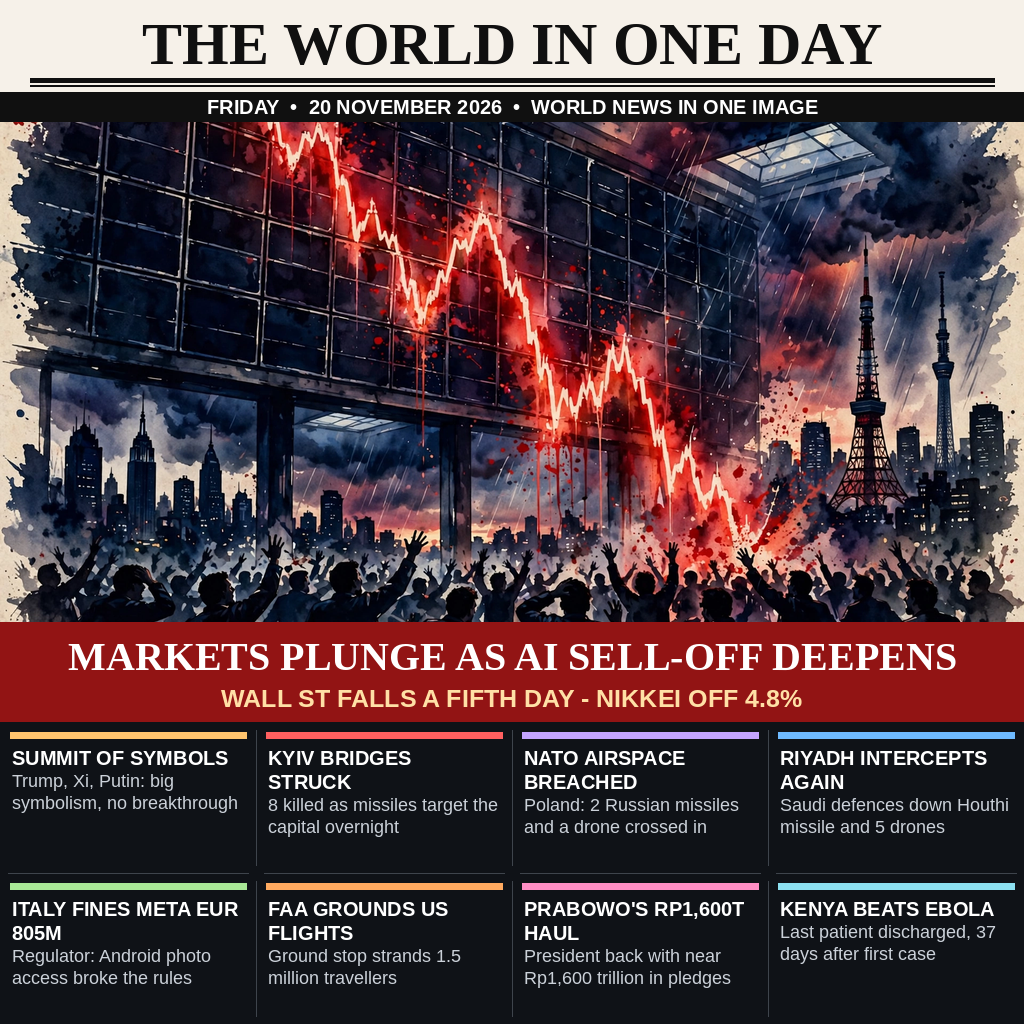 THE WORLD IN ONE DAY
FRIDAY • 20 NOVEMBER 2026 • WORLD NEWS IN ONE IMAGE
MARKETS PLUNGE AS AI SELL-OFF DEEPENS
WALL ST FALLS A FIFTH DAY - NIKKEI OFF 4.8%
SUMMIT OF SYMBOLS
Trump, Xi, Putin: big
symbolism, no breakthrough
KYIV BRIDGES
STRUCK
8 killed as missiles target the
capital overnight
NATO AIRSPACE
BREACHED
Poland: 2 Russian missiles
and a drone crossed in
RIYADH INTERCEPTS
AGAIN
Saudi defences down Houthi
missile and 5 drones
ITALY FINES META EUR
805M
Regulator: Android photo
access broke the rules
FAA GROUNDS US
FLIGHTS
Ground stop strands 1.5
million travellers
PRABOWO'S RP1,600T
HAUL
President back with near
Rp1,600 trillion in pledges
KENYA BEATS EBOLA
Last patient discharged, 37
days after first case